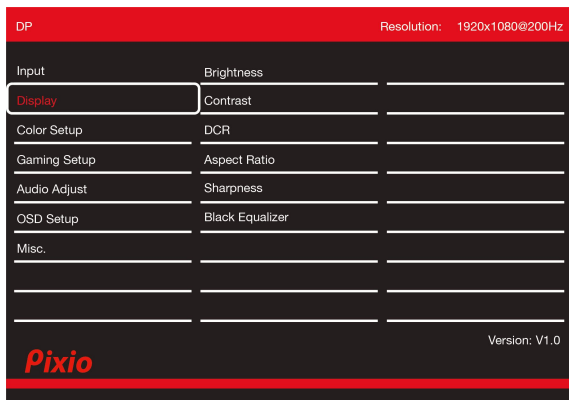 DP Resolution: 1920x1080@200Hz
Input Brightness
Display Contrast
Color Setup DCR
Gaming Setup Aspect Ratio
Audio Adjust Sharpness
OSD Setup Black Equalizer
Misc.
Version: V1.0
Pixio